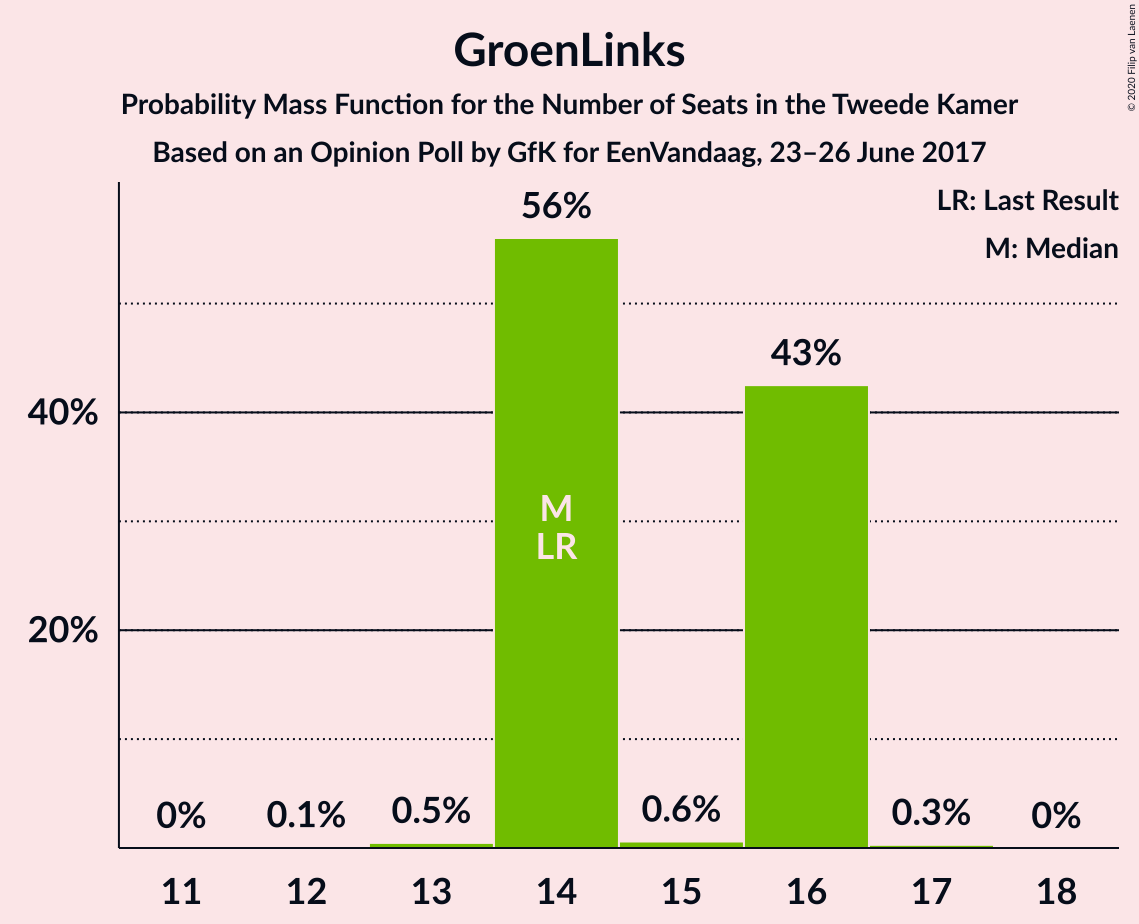 GroenLinks
Probability Mass Function for the Number of Seats in the Tweede Kamer
Based on an Opinion Poll by GfK for EenVandaag, 23–26 June 2017
© 2020 Filip van Laenen
LR: Last Result
M: Median
56%
43%
40%
M
LR
20%
0%
0.1%
0.5%
0.6%
0.3%
0%
11
12
13
14
15
16
17
18